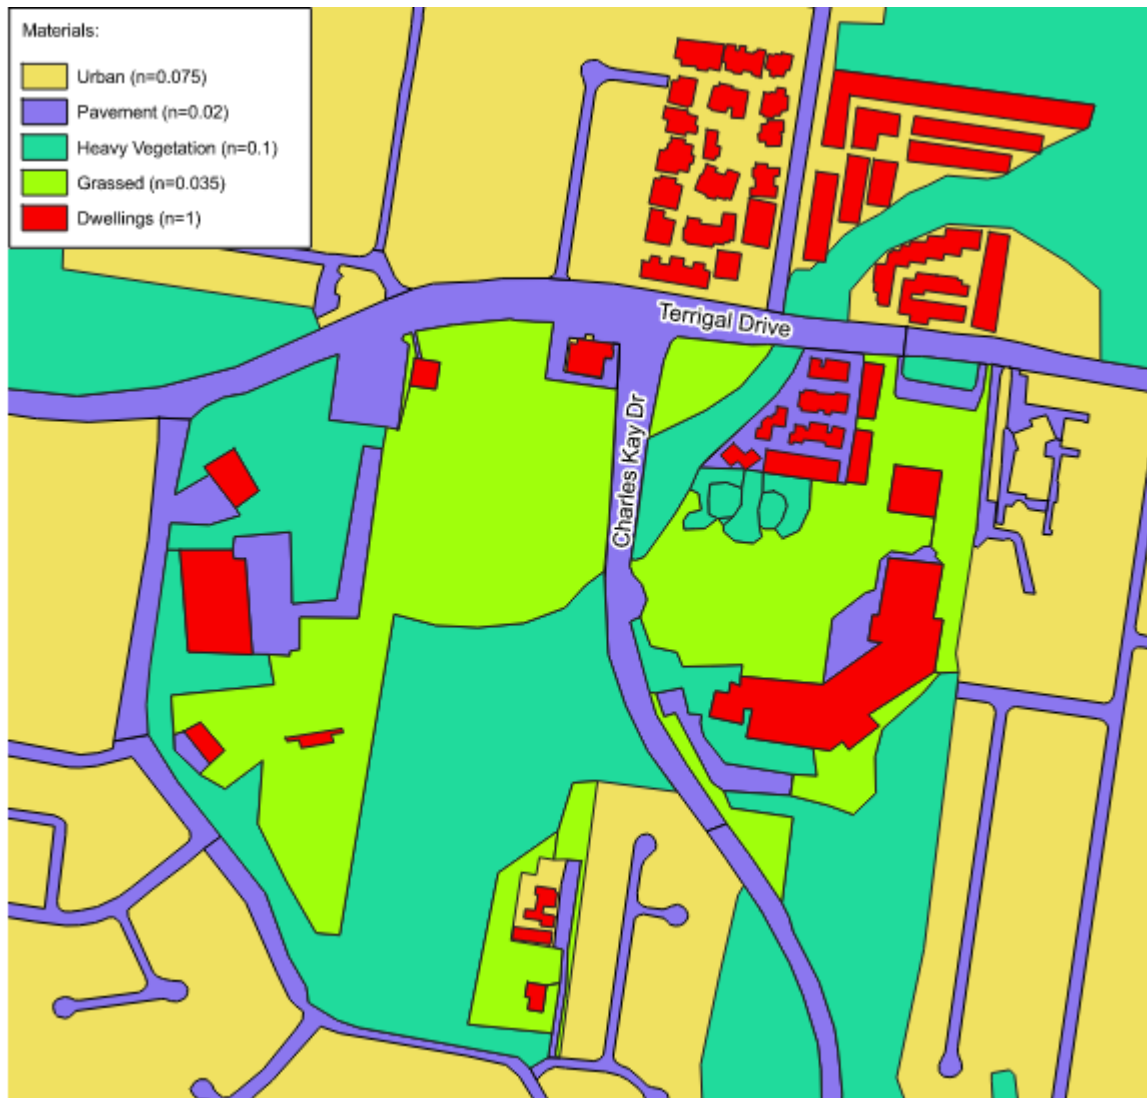 Materials:
Urban (n=0.075)
Pavement (n=0.02)
Heavy Vegetation (n=0.1)
Grassed (n=0.035)
Dwellings (n=1)
Terrigal Drive
Charles Kay Dr